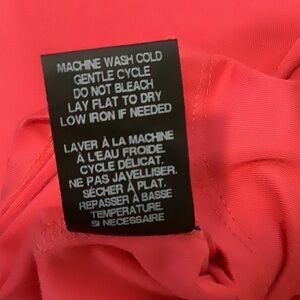 MACHINE WASH COLD
GENTLE CYCLE
DO NOT BLEACH
LAY FLAT TO DRY
LOW IRON IF NEEDED
LAVER À LA MACHINE
À L'EAU FROIDE.
CYCLE DÉLICAT.
NE PAS JAVELLISER.
SÉCHER À PLAT.
REPASSER À BASSE
TEMPERATURE
SI NECESSAIRE